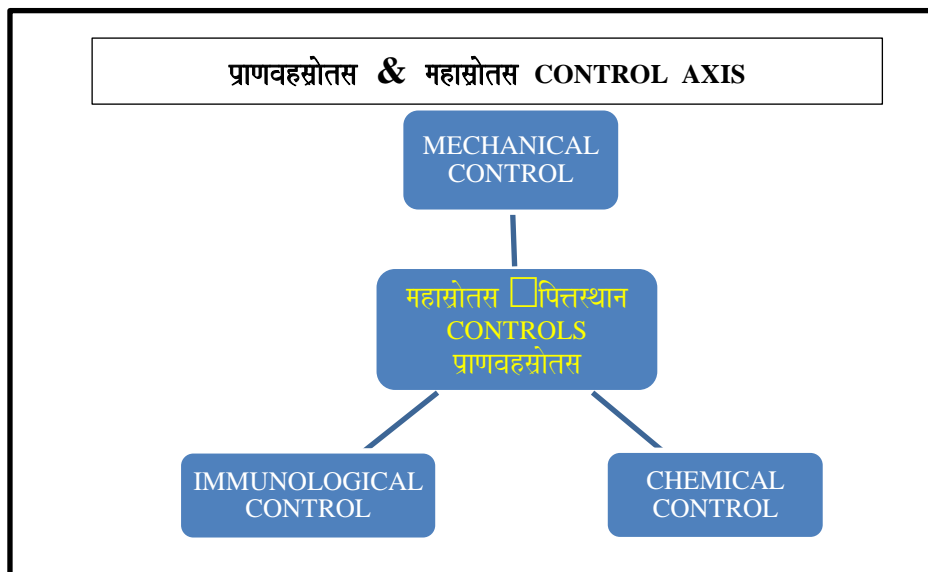 प्राणवहस्रोतस & महास्रोतस CONTROL AXIS
MECHANICAL
CONTROL
महास्रोतस □पित्तस्थान
CONTROLS
प्राणवहस्रोतस
IMMUNOLOGICAL
CONTROL
CHEMICAL
CONTROL